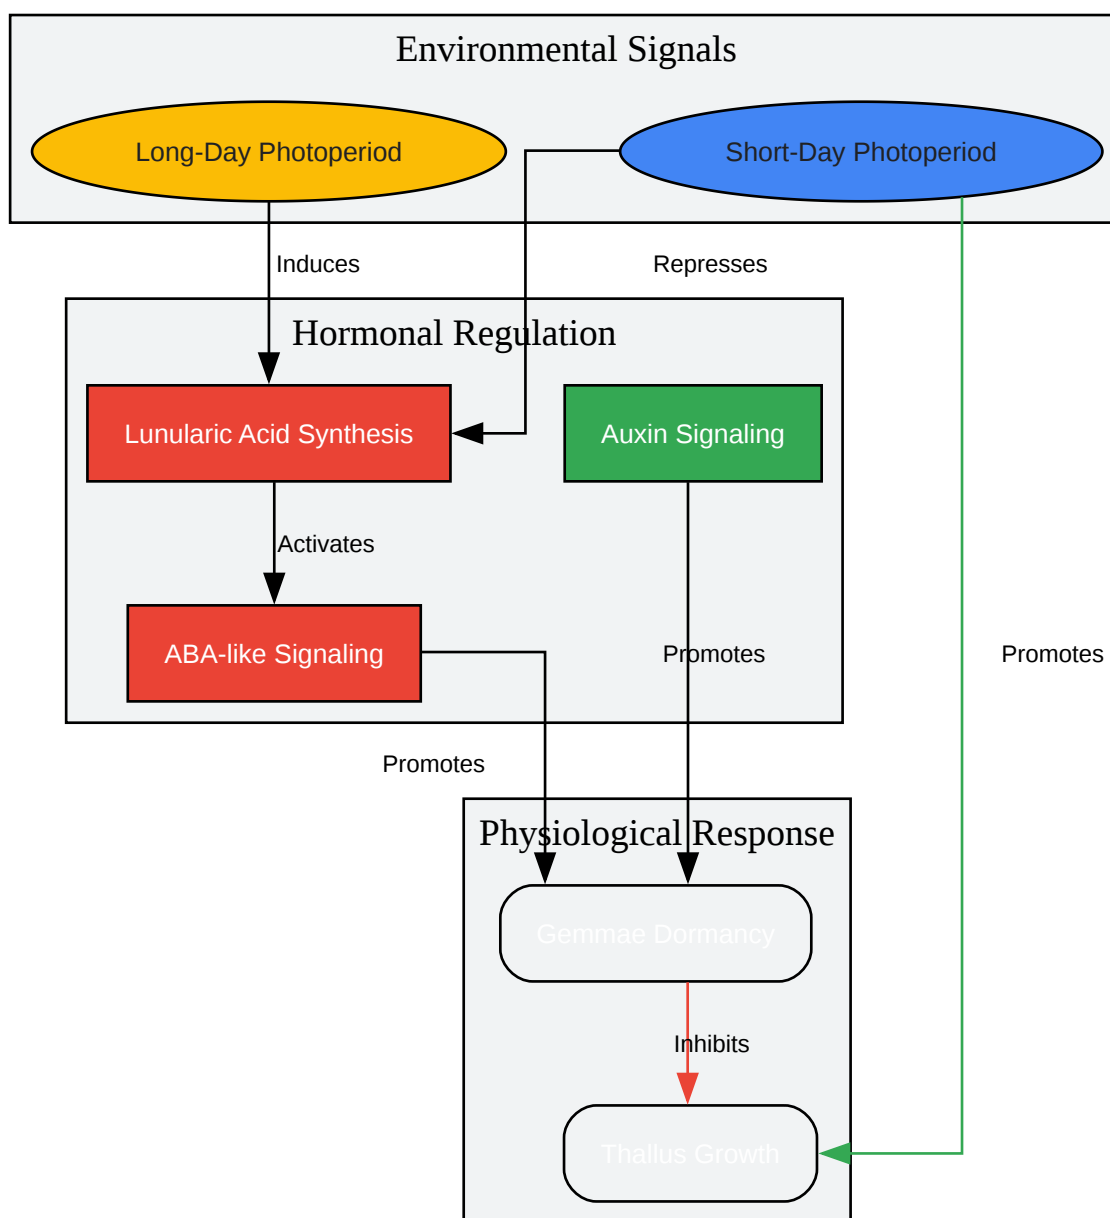 Environmental Signals
Long-Day Photoperiod
Short-Day Photoperiod
Induces
Represses
Hormonal Regulation
Lunularic Acid Synthesis
Auxin Signaling
Activates
ABA-like Signaling
Promotes
Promotes
Promotes
Physiological Response
Gemmae Dormancy
Inhibits
Thallus Growth